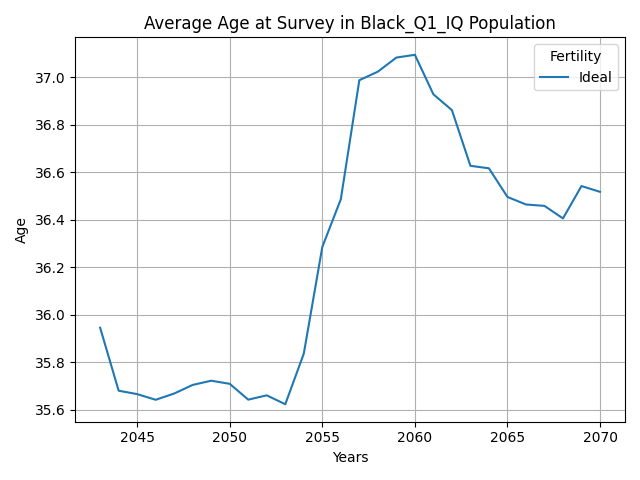 Average Age at Survey in Black_Q1_IQ Population
Fertility
Ideal
Age
37.0
36.8
36.6
36.4
36.2
36.0
35.8
35.6
2045 2050 2055 2060 2065 2070
Years